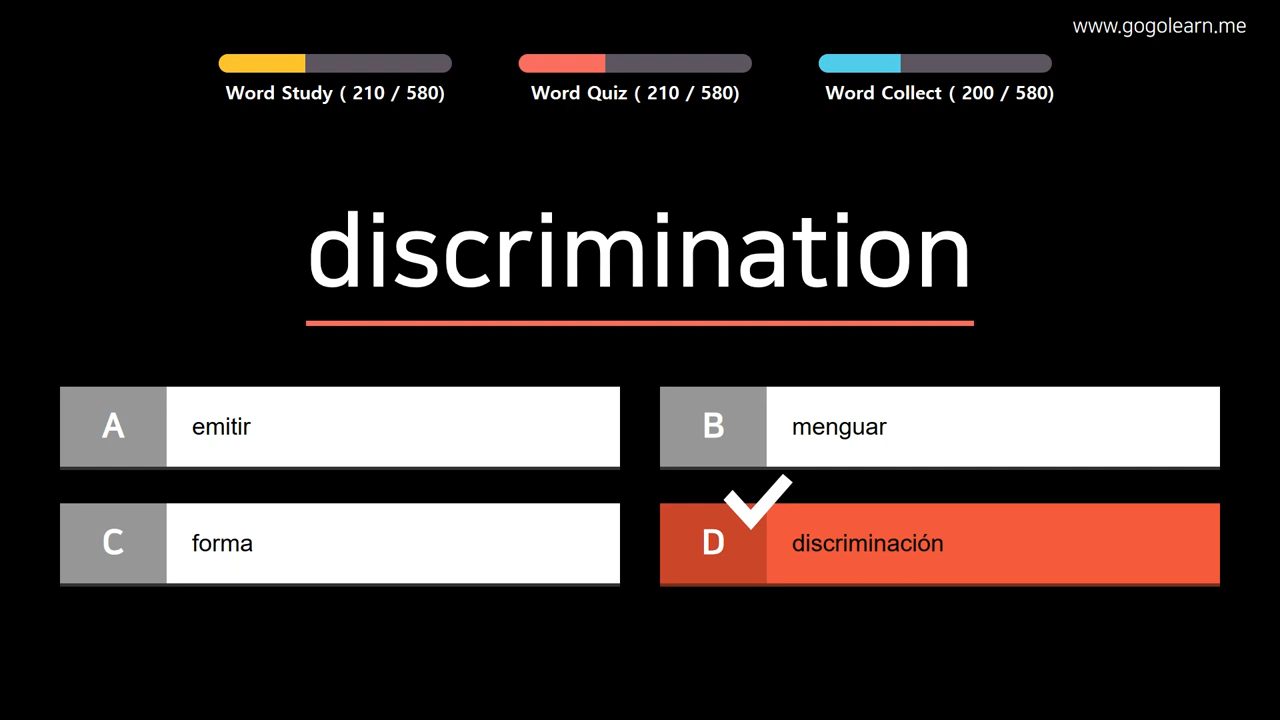 www.gogolearn.me
Word Study ( 210 / 580)
Word Quiz ( 210 / 580)
Word Collect ( 200 / 580)
discrimination
A emitir
B menguar
C forma
D discriminación